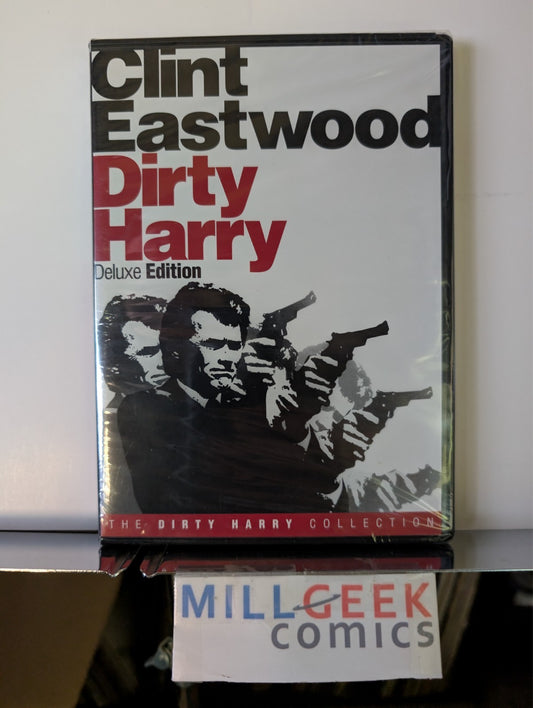 Clint
Eastwood
Dirty
Harry
Deluxe Edition
THE DIRTY HARRY COLLECTION
MILLGEEK
comics